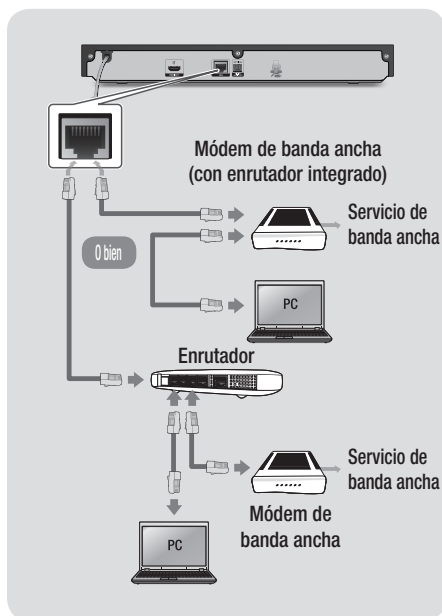 Módem de banda ancha
(con enrutador integrado)
Servicio de
banda ancha
O bien
PC
Enrutador
Servicio de
banda ancha
Módem de
banda ancha
PC